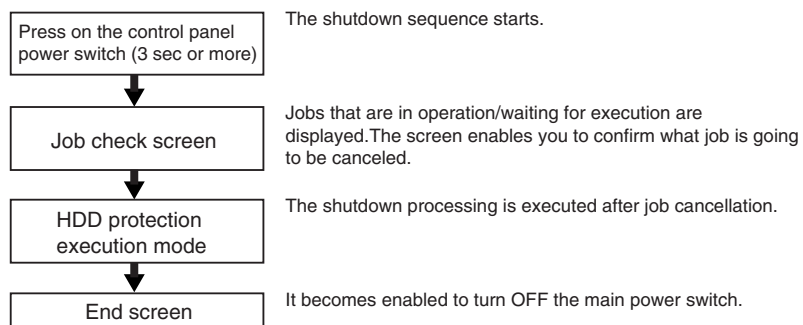 Press on the control panel
power switch (3 sec or more)
The shutdown sequence starts.
Job check screen
Jobs that are in operation/waiting for execution are
displayed.The screen enables you to confirm what job is going
to be canceled.
HDD protection
execution mode
The shutdown processing is executed after job cancellation.
End screen
It becomes enabled to turn OFF the main power switch.